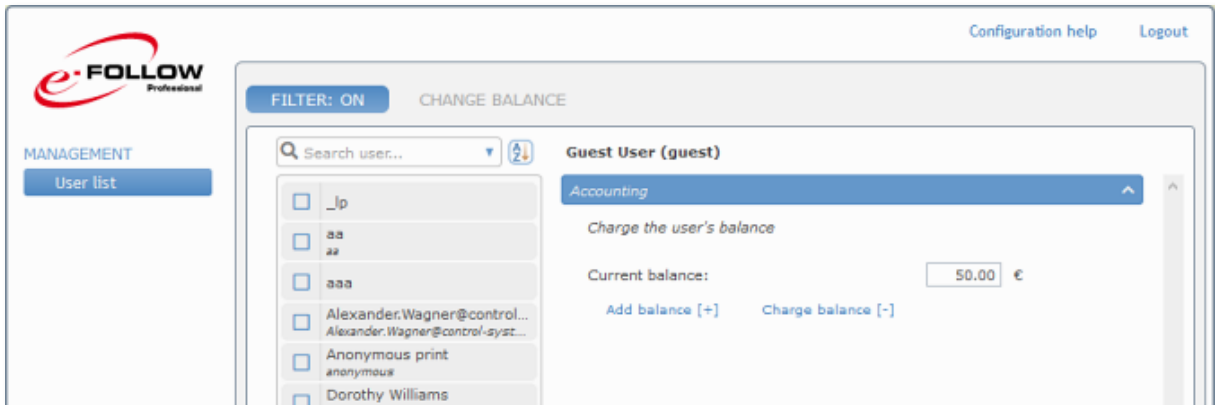 Configuration help Logout
e-FOLLOW
Professional
FILTER: ON CHANGE BALANCE
MANAGEMENT
User list
Search user...
Guest User (guest)
_lp
aa
aa
aaa
Alexander.Wagner@control...
Alexander.Wagner@control-syst...
Anonymous print
anonymous
Dorothy Williams
Accounting
Charge the user's balance
Current balance: 50.00 €
Add balance [+] Charge balance [-]